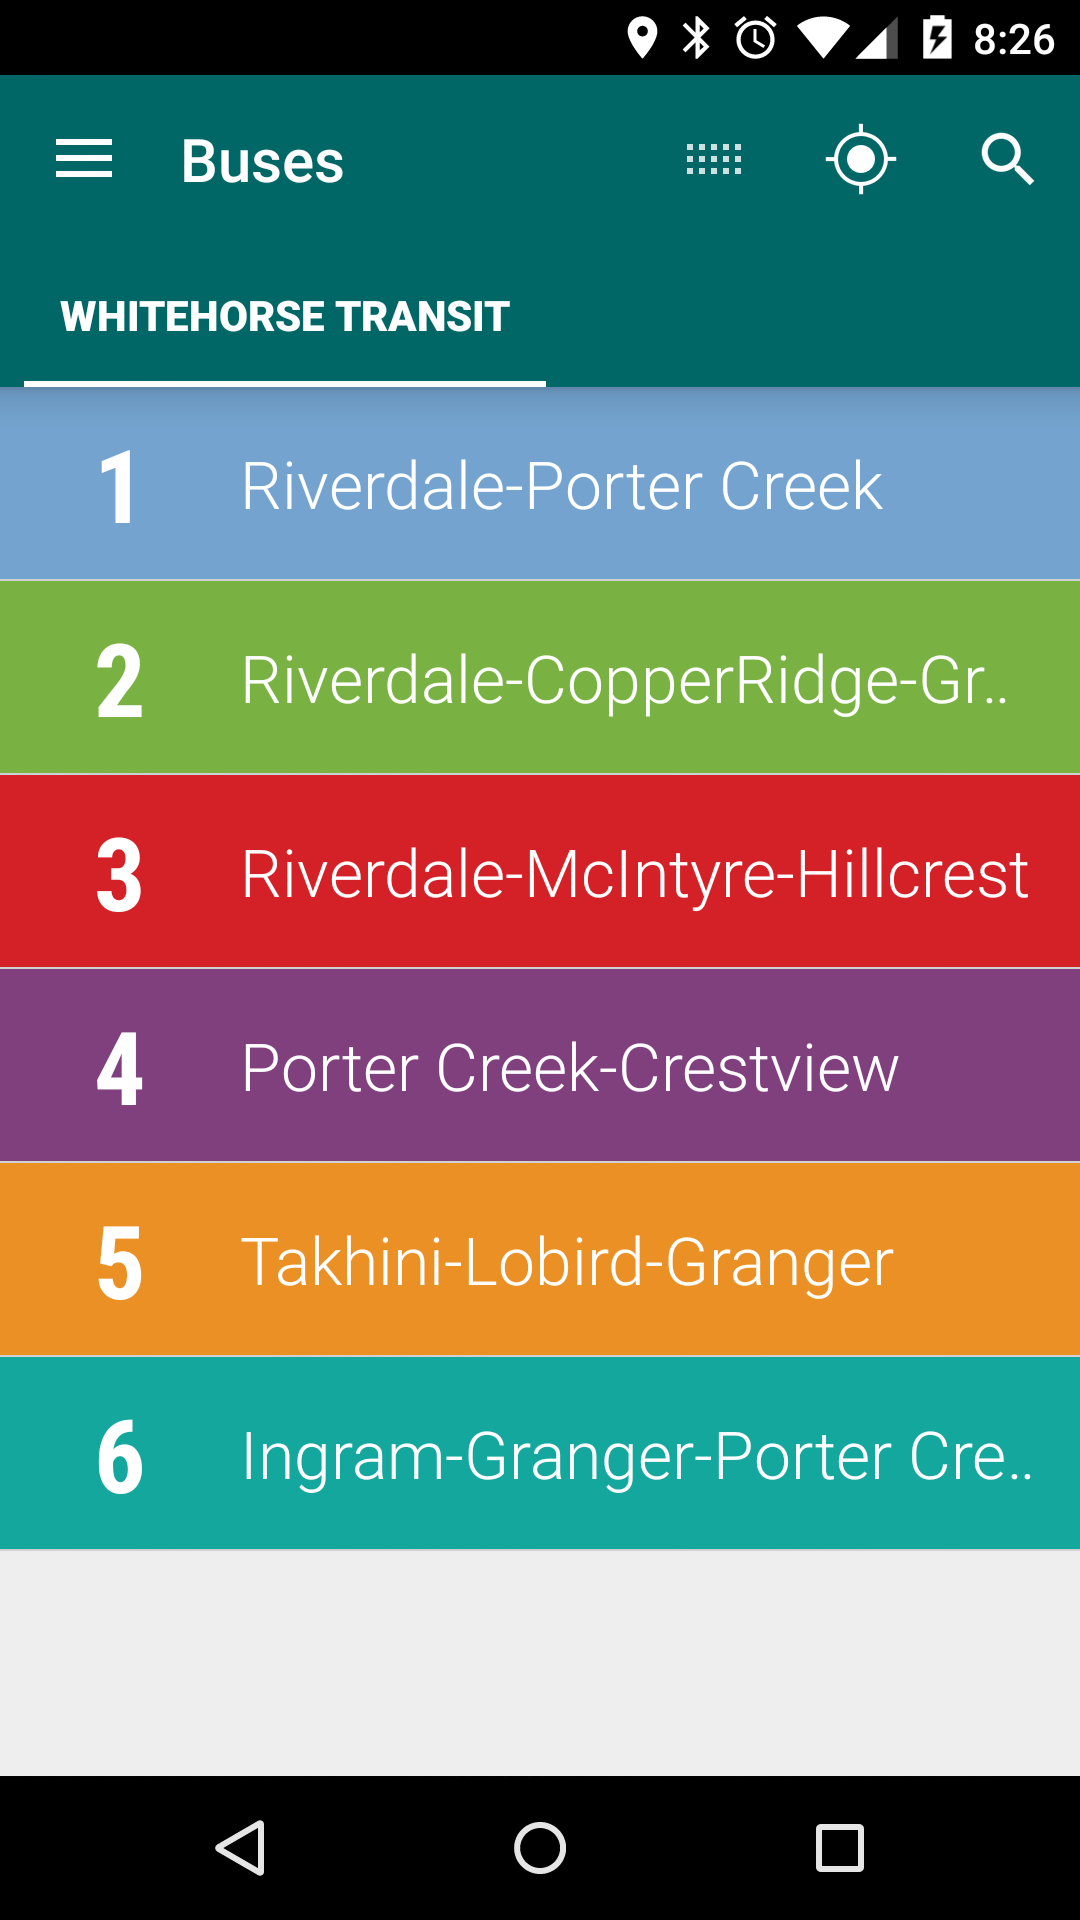 8:26
Buses
WHITEHORSE TRANSIT
1 Riverdale-Porter Creek
2 Riverdale-CopperRidge-Gr..
3 Riverdale-McIntyre-Hillcrest
4 Porter Creek-Crestview
5 Takhini-Lobird-Granger
6 Ingram-Granger-Porter Cre..